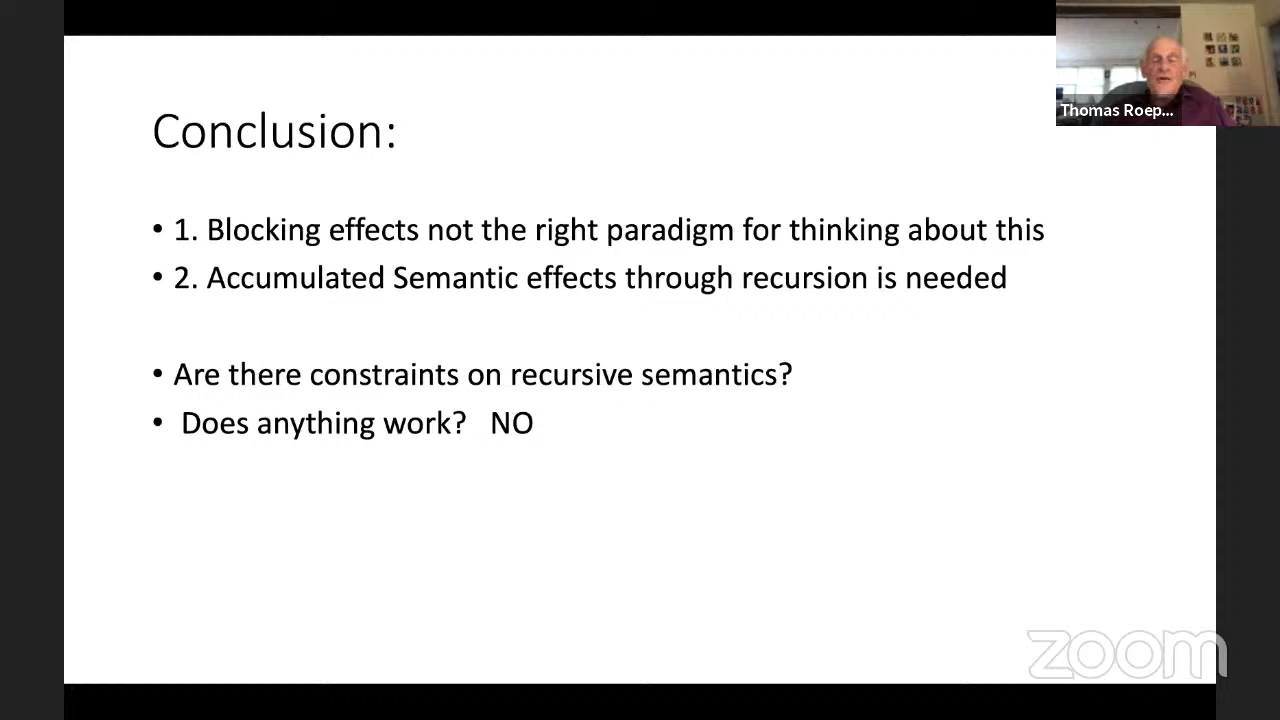 Thomas Roep...
Conclusion:
• 1. Blocking effects not the right paradigm for thinking about this
• 2. Accumulated Semantic effects through recursion is needed
• Are there constraints on recursive semantics?
• Does anything work? NO
zoom